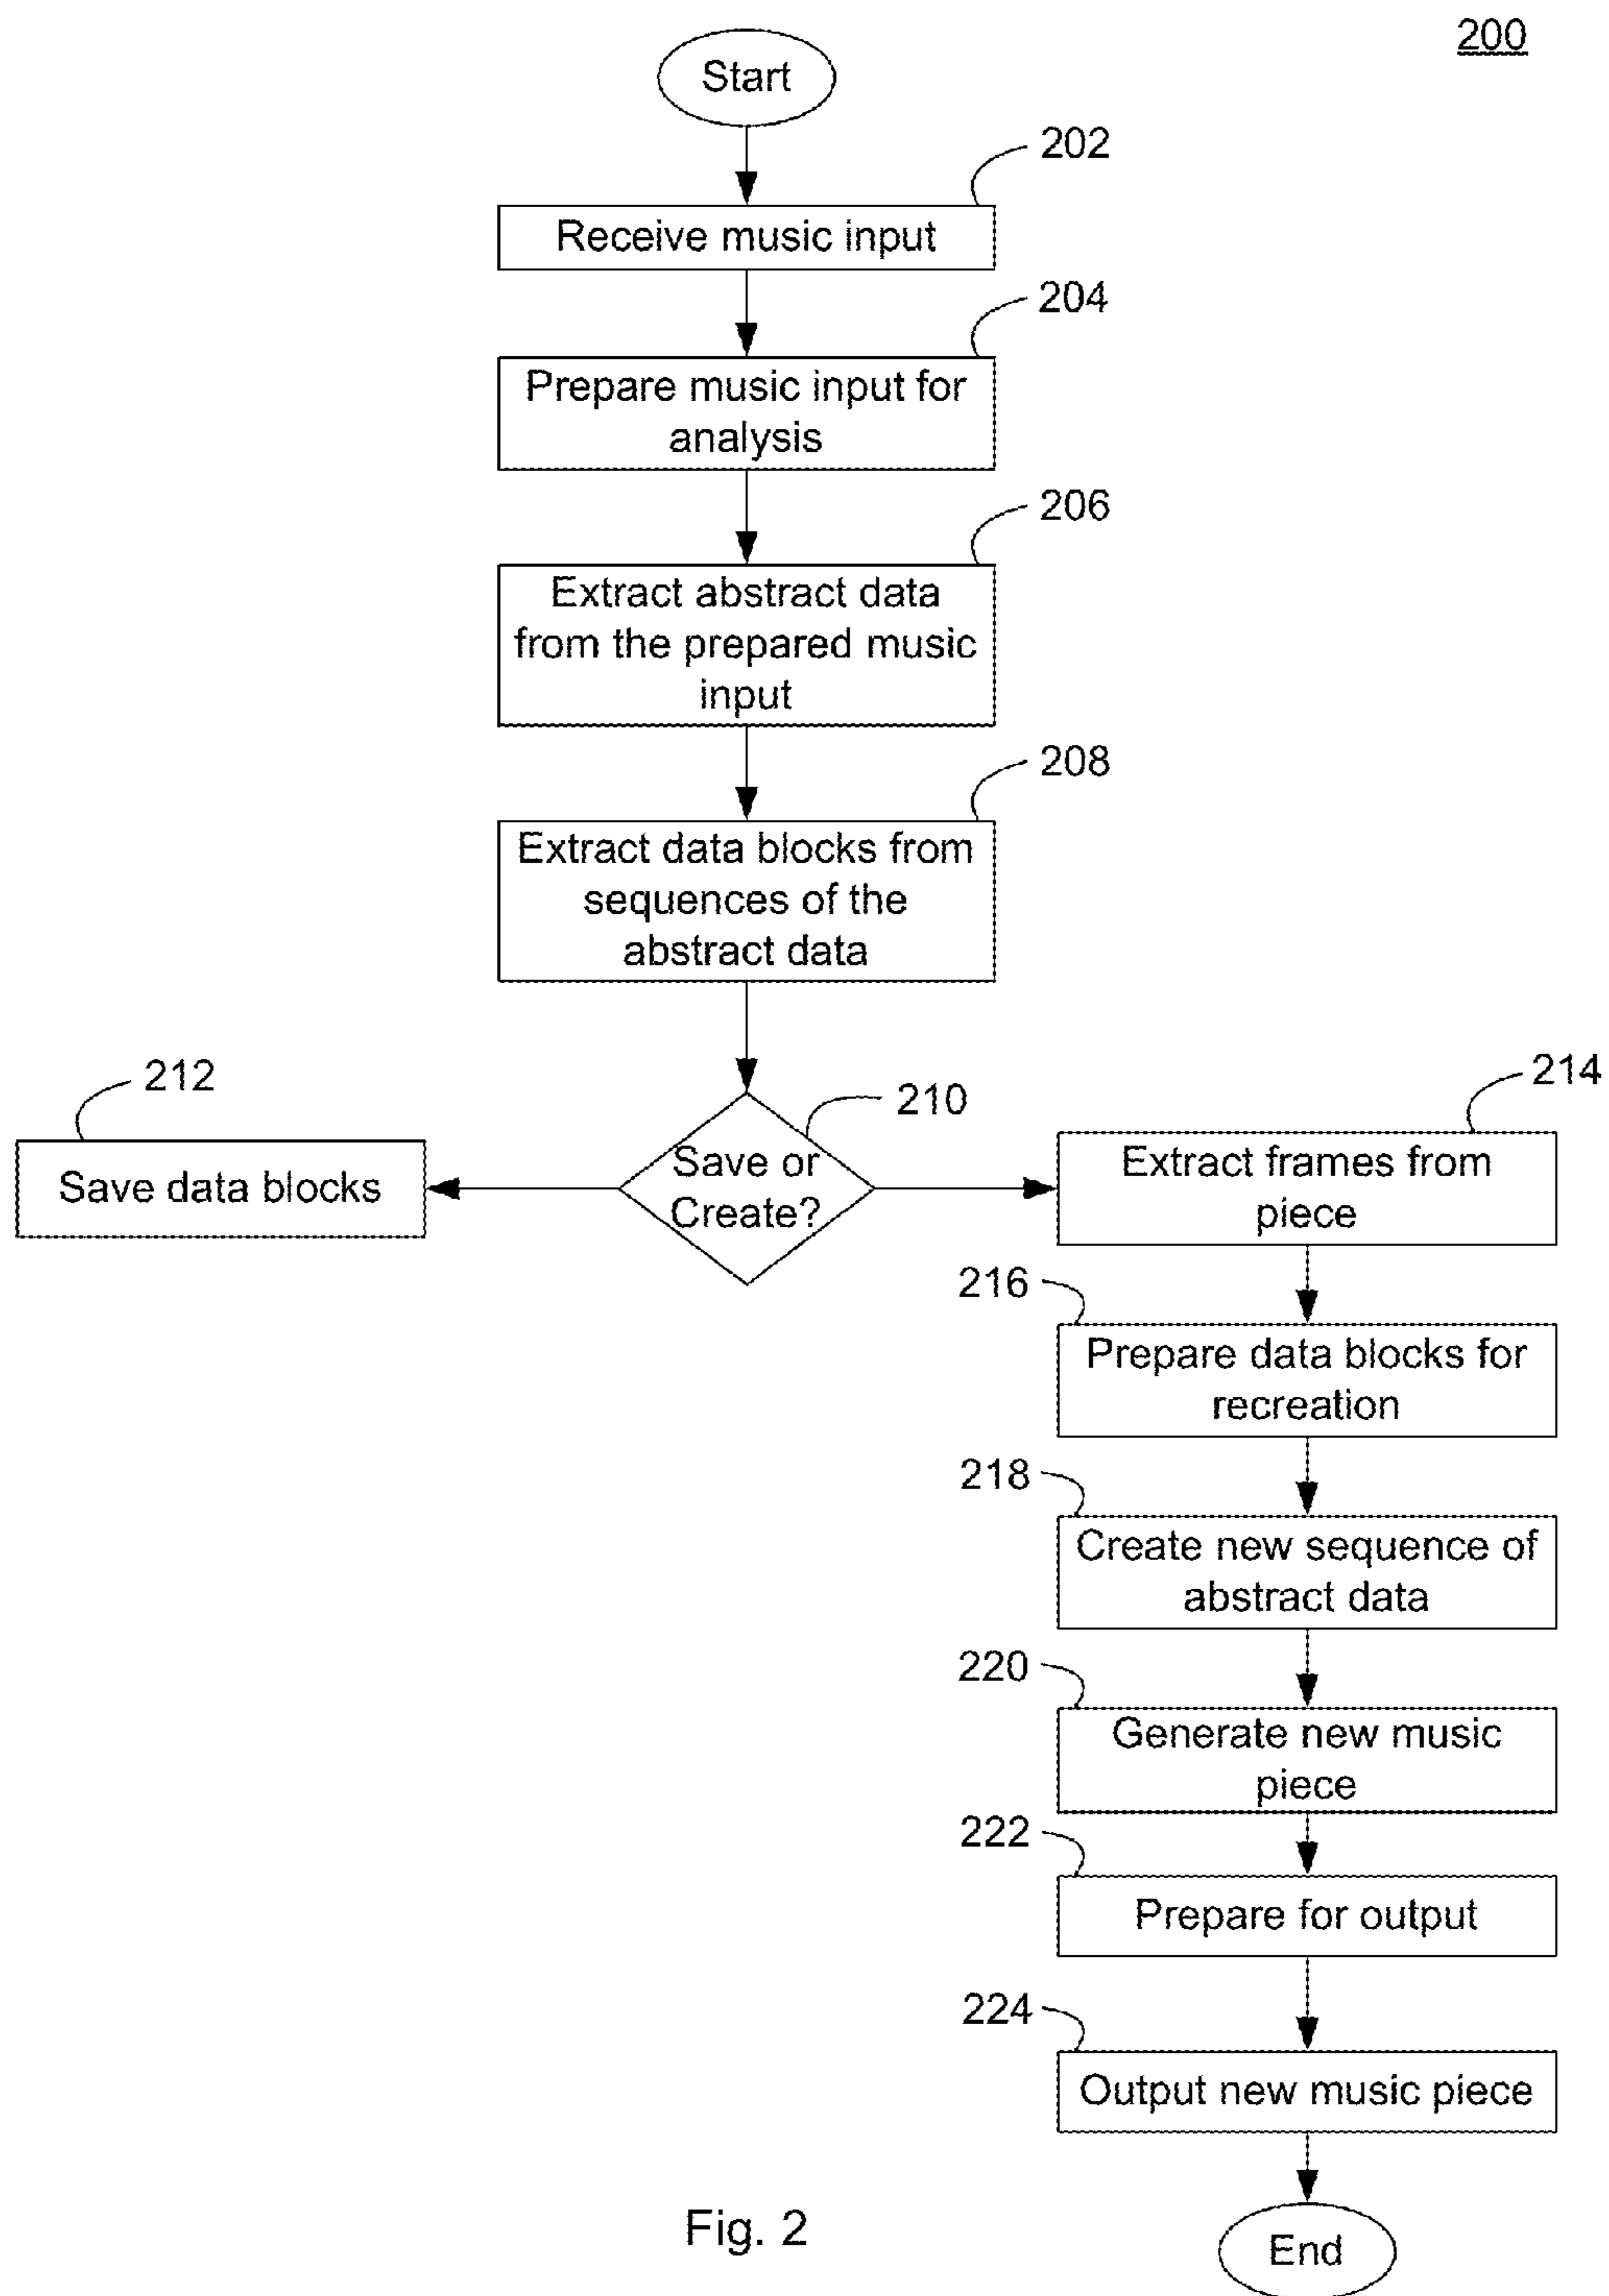 200
Start
202
Receive music input
204
Prepare music input for
analysis
206
Extract abstract data
from the prepared music
input
208
Extract data blocks from
sequences of the
abstract data
212
Save data blocks
210
Save or
Create?
214
Extract frames from
piece
216
Prepare data blocks for
recreation
218
Create new sequence of
abstract data
220
Generate new music
piece
222
Prepare for output
224
Output new music piece
End
Fig. 2